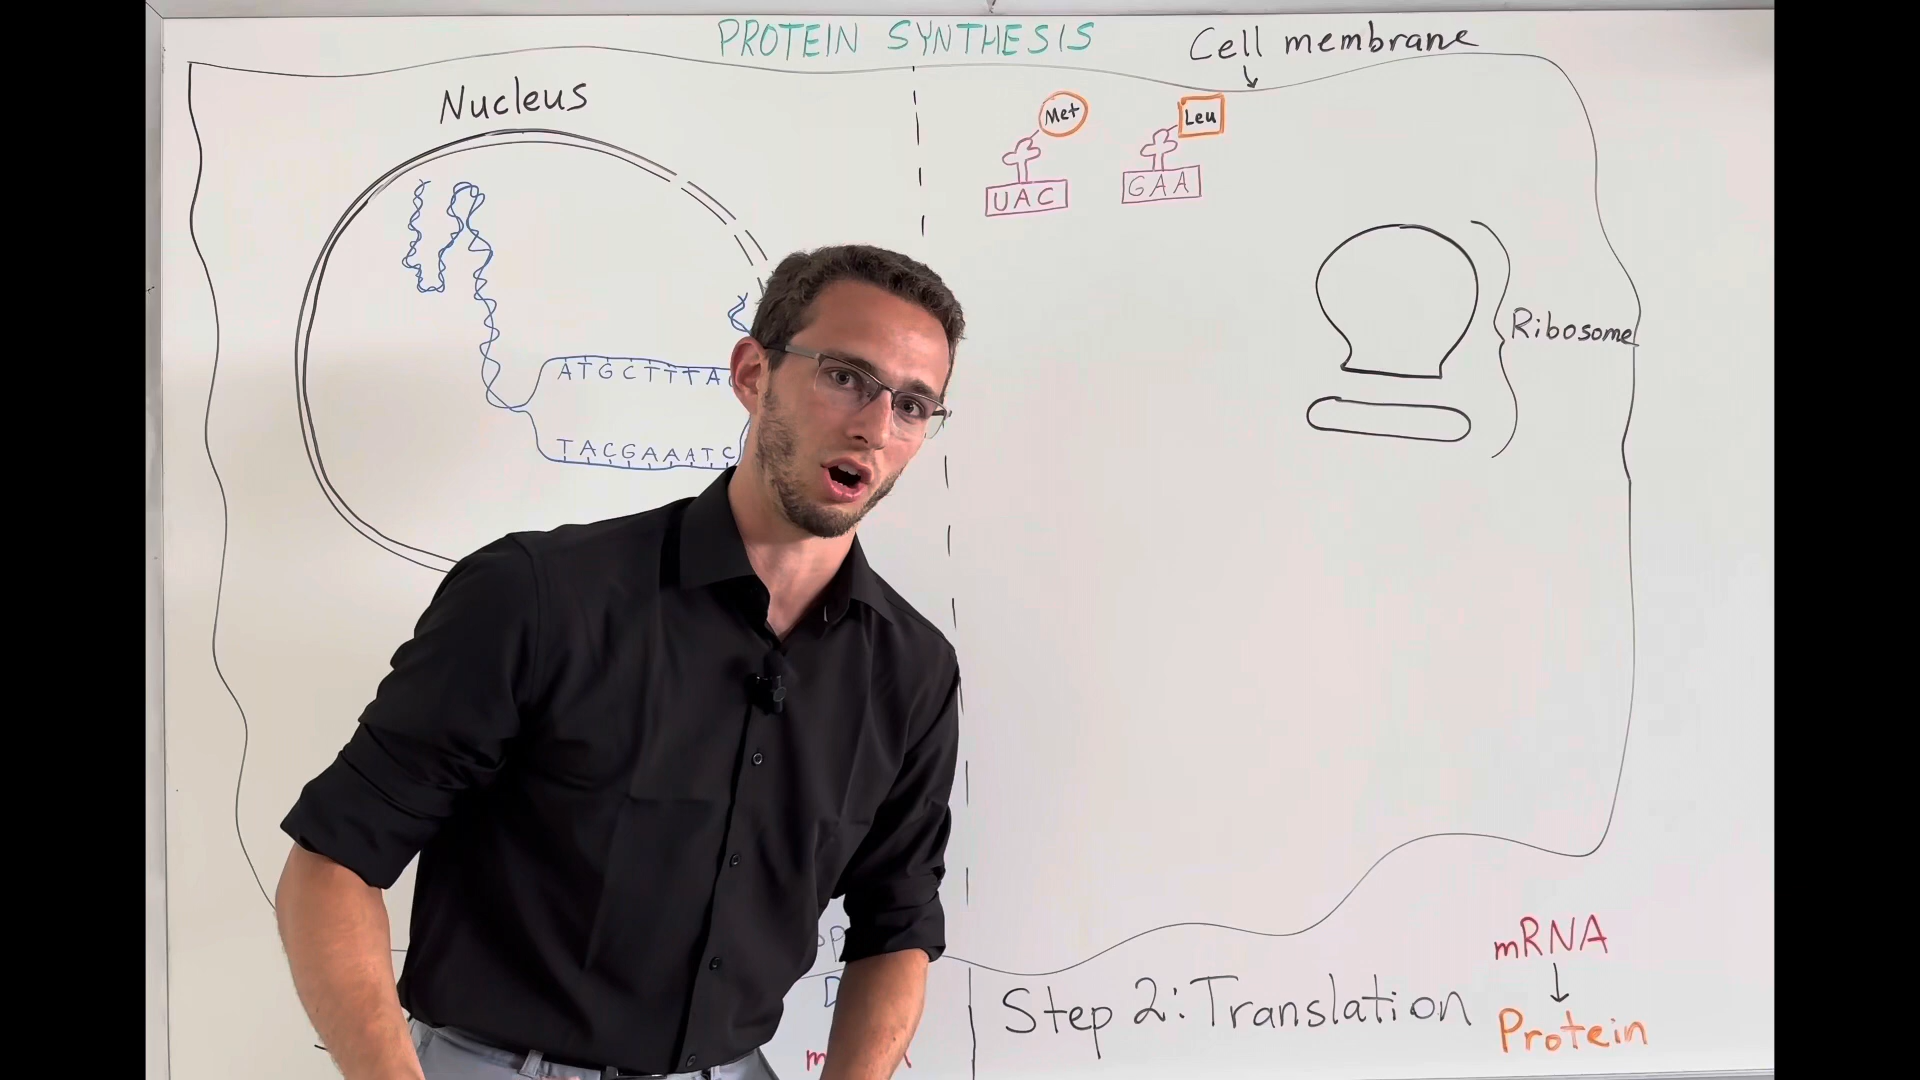 PROTEIN SYNTHESIS
Cell membrane
Nucleus
Met
Leu
UAC
GAA
Ribosome
ATGCTTTA
TACGAAATC
mRNA
Step 2: Translation
Protein